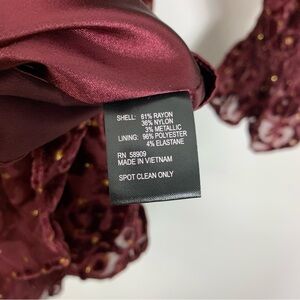 SHELL: 61% RAYON
36% NYLON
3% METALLIC
LINING: 96% POLYESTER
4% ELASTANE
RN 58909
MADE IN VIETNAM
SPOT CLEAN ONLY